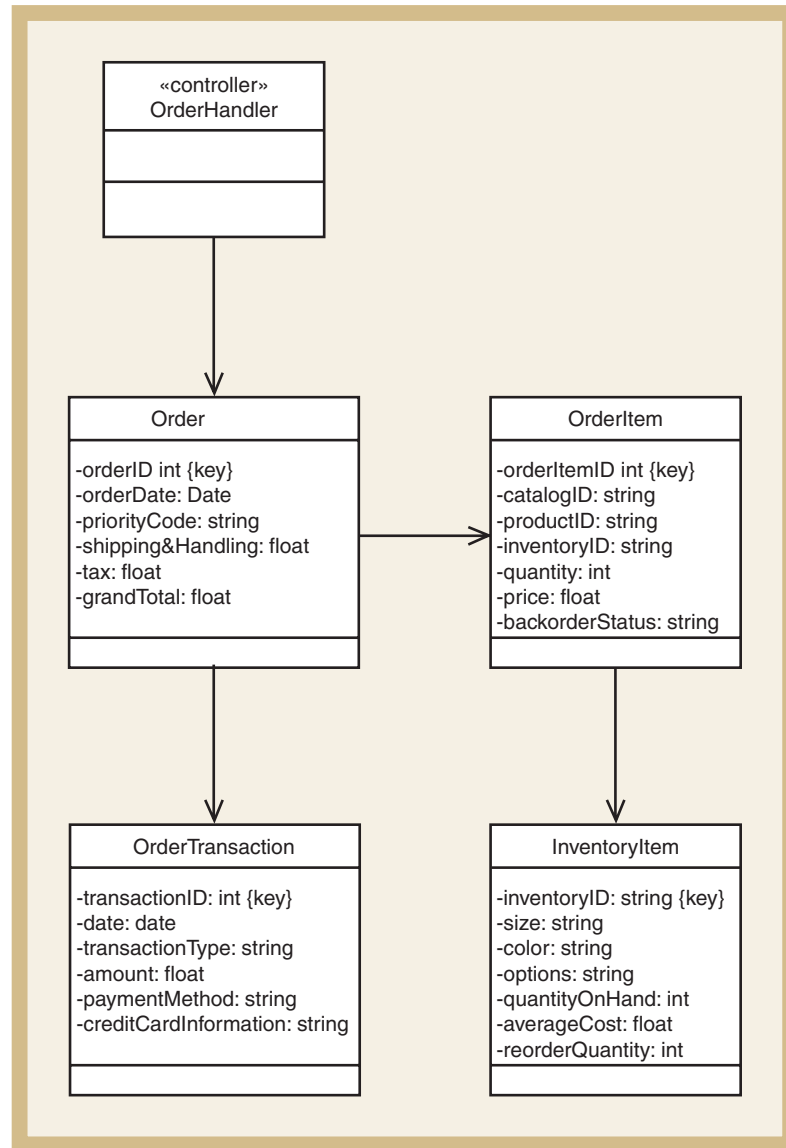 «controller»
OrderHandler
Order
-orderID int {key}
-orderDate: Date
-priorityCode: string
-shipping&Handling: float
-tax: float
-grandTotal: float
OrderItem
-orderItemID int {key}
-catalogID: string
-productID: string
-inventoryID: string
-quantity: int
-price: float
-backorderStatus: string
OrderTransaction
-transactionID: int {key}
-date: date
-transactionType: string
-amount: float
-paymentMethod: string
-creditCardInformation: string
InventoryItem
-inventoryID: string {key}
-size: string
-color: string
-options: string
-quantityOnHand: int
-averageCost: float
-reorderQuantity: int